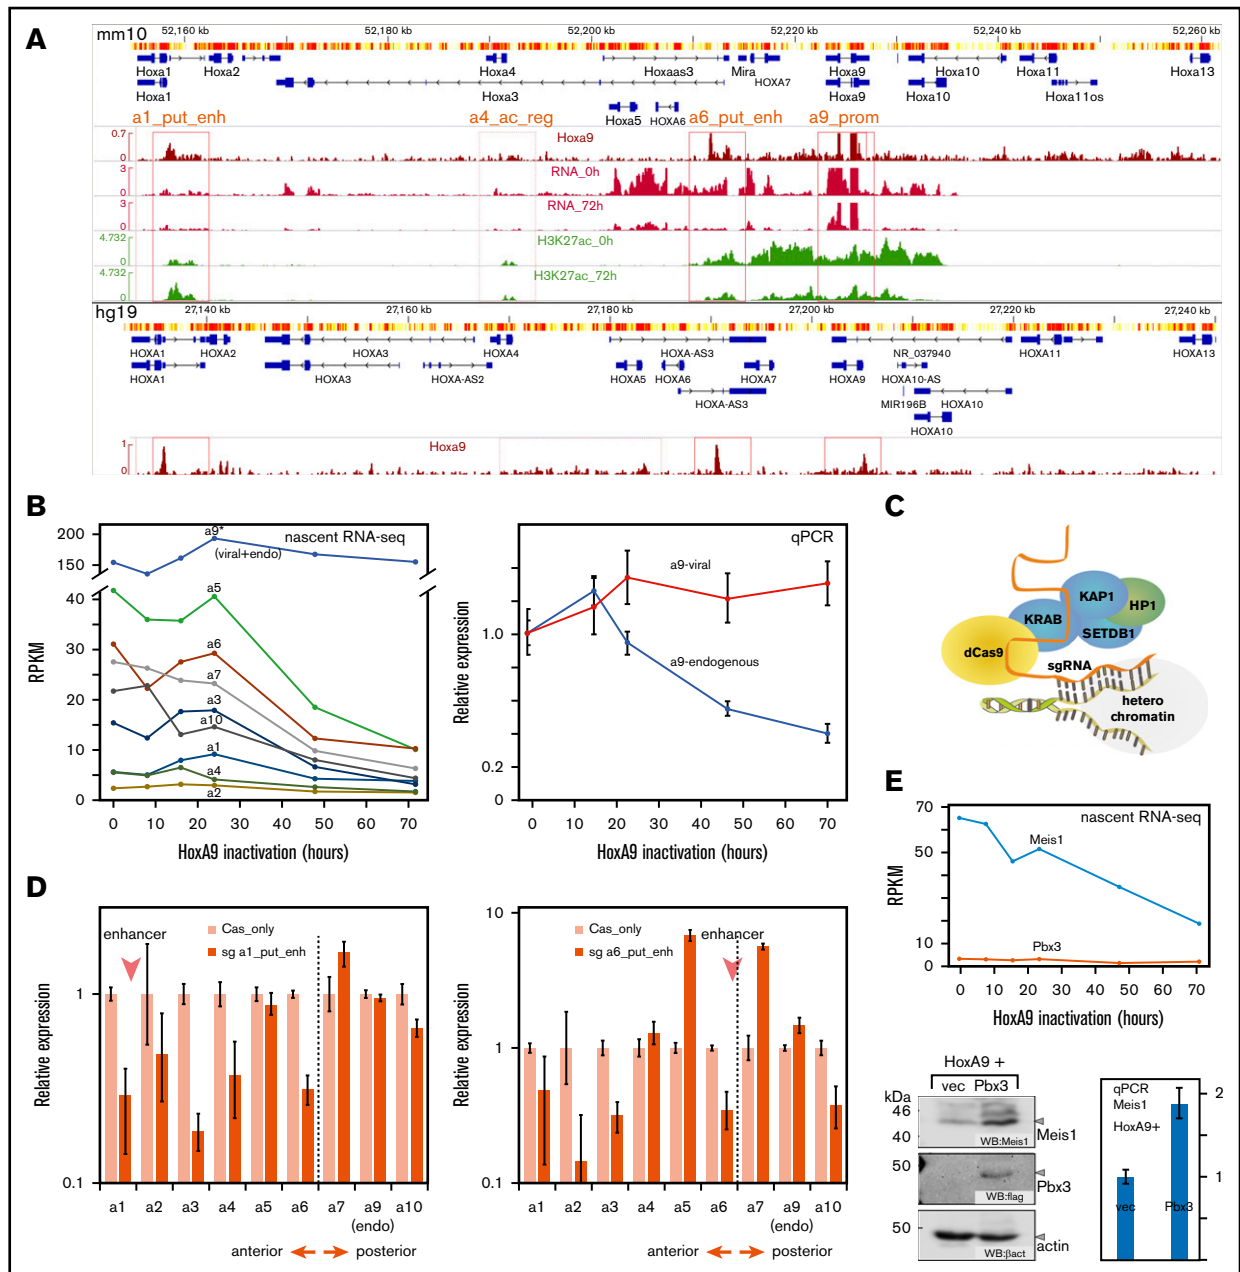 A
mm10
52,160 kb 52,180 kb 52,200 kb 52,220 kb 52,240 kb 52,260 kb
Hoxa1 Hoxa2 Hoxa4 Hoxaas3 Mira HOXA7 Hoxa9 Hoxa10 Hoxa11 Hoxa13
Hoxa1 Hoxa3 Hoxa9 Hoxa10 Hoxa11os
Hoxa5 HOXA6
a1_put_enh a4_ac_reg a6_put_enh a9_prom
0.7 Hoxa9
0
3 RNA_0h
0
3 RNA_72h
0
4.732 H3K27ac_0h
0
4.732 H3K27ac_72h
0
hg19
27,140 kb 27,160 kb 27,180 kb 27,200 kb 27,220 kb 27,240 kb
HOXA1 HOXA2 HOXA3 HOXA4 HOXA-AS3 NR_037940 HOXA11 HOXA13
HOXA1 HOXA3 HOXA-AS2 HOXA5 HOXA6 HOXA7 HOXA9 HOXA10-AS
HOXA-AS3 MIR196B HOXA10
HOXA10
1 Hoxa9
0
B
nascent RNA-seq
RPKM
200
150
40
30
20
10
0
a9*
(viral+endo)
a5
a6
a7
a3
a10
a1
a4
a2
0 10 20 30 40 50 60 70
HoxA9 inactivation (hours)
qPCR
Relative expression
1.0
0.2
0
a9-viral
a9-endogenous
0 10 20 30 40 50 60 70
HoxA9 inactivation (hours)
C
KAP1
HP1
KRAB
SETDB1
dCas9
sgRNA
hetero
chromatin
D
Relative expression
1
0.1
enhancer
Cas_only
sg a1_put_enh
a1 a2 a3 a4 a5 a6 a7 a9 a10
(endo)
anterior posterior
Relative expression
10
1
0.1
Cas_only
sg a6_put_enh
enhancer
a1 a2 a3 a4 a5 a6 a7 a9 a10
(endo)
anterior posterior
E
nascent RNA-seq
RPKM
70
50
10
0
Meis1
Pbx3
0 10 20 30 40 50 60 70
HoxA9 inactivation (hours)
HoxA9 +
vec Pbx3
kDa
46
40
WB:Meis1
Meis1
50
WB:flag
Pbx3
50
WB:βact
actin
qPCR
Meis1
HoxA9+
2
1
0
vec Pbx3